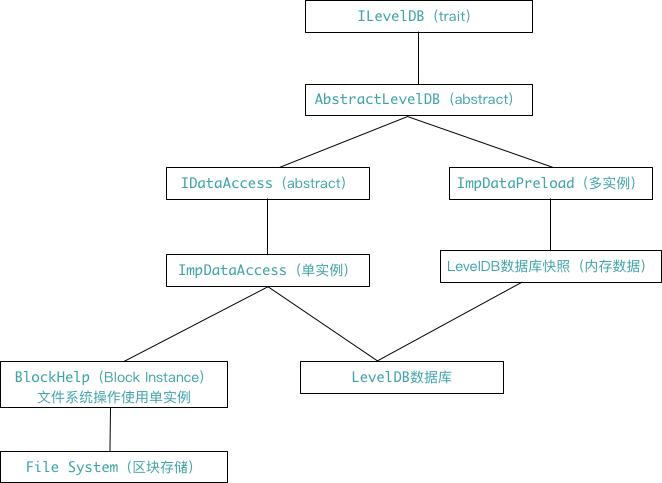 ILevelDB（trait）
AbstractLevelDB（abstract）
IDataAccess（abstract）
ImpDataPreload（多实例）
ImpDataAccess（单实例）
LevelDB数据库快照（内存数据）
BlockHelp（Block Instance）
文件系统操作使用单实例
LevelDB数据库
File System（区块存储）